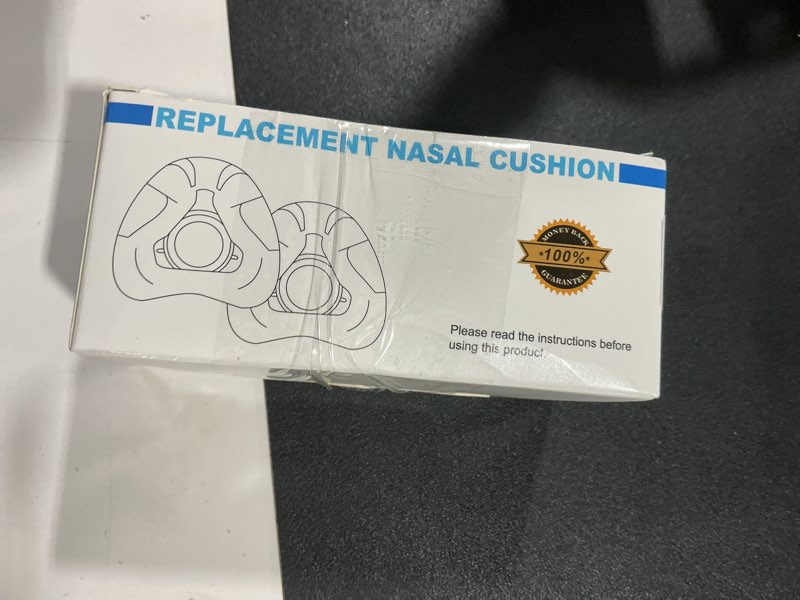 REPLACEMENT NASAL CUSHION
MONEY BACK
★100%★
GUARANTEE
Please read the instructions before
using this product.